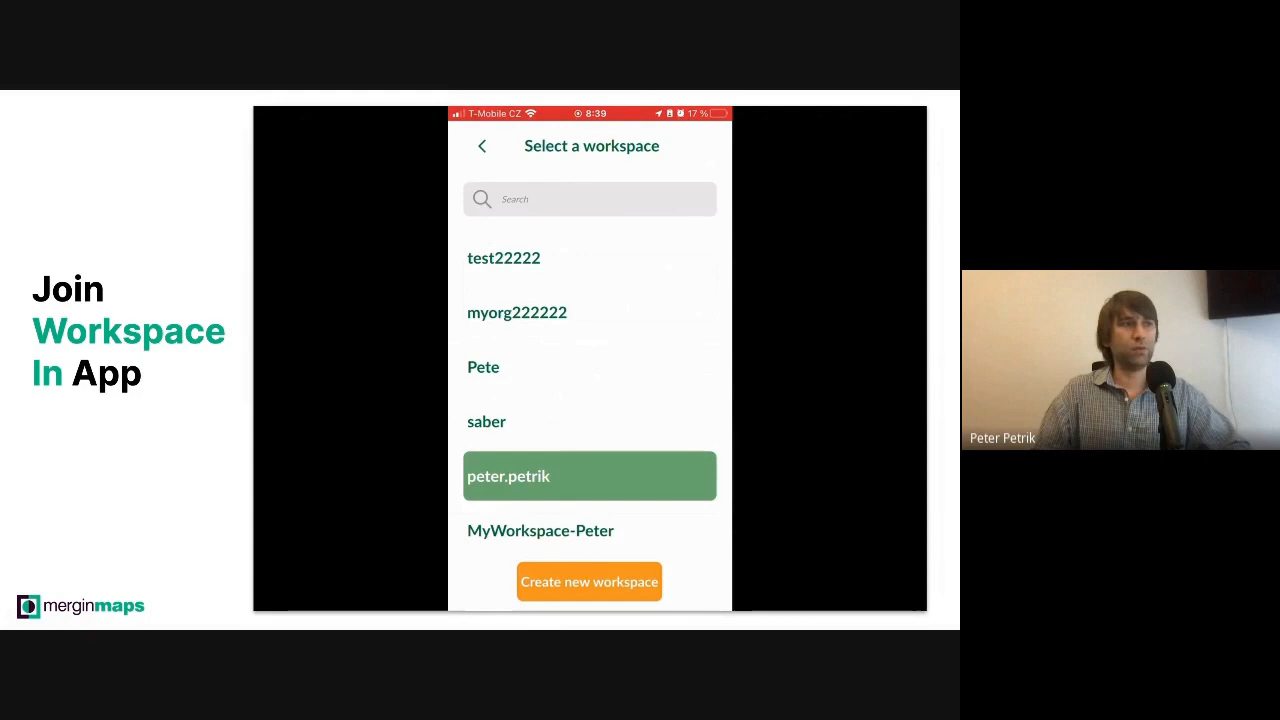 Join
Workspace
In App
merginmaps
T-Mobile CZ 8:39 17 %
Select a workspace
Search
test22222
myorg222222
Pete
saber
peter.petrik
MyWorkspace-Peter
Create new workspace
Peter Petrik